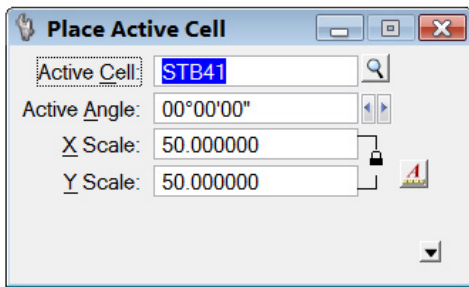 Place Active Cell
Active Cell: STB41
Active Angle: 00°00'00"
X Scale: 50.000000
Y Scale: 50.000000
A